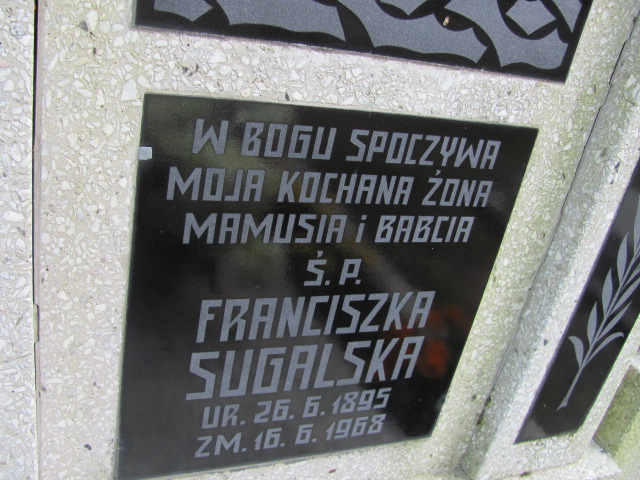 W BOGU SPOCZYWA
MOJA KOCHANA ŻONA
MAMUSIA i BABCIA
Ś. P.
FRANCISZKA
SUGALSKA
UR. 26. 6. 1895
ZM. 16. 6. 1968